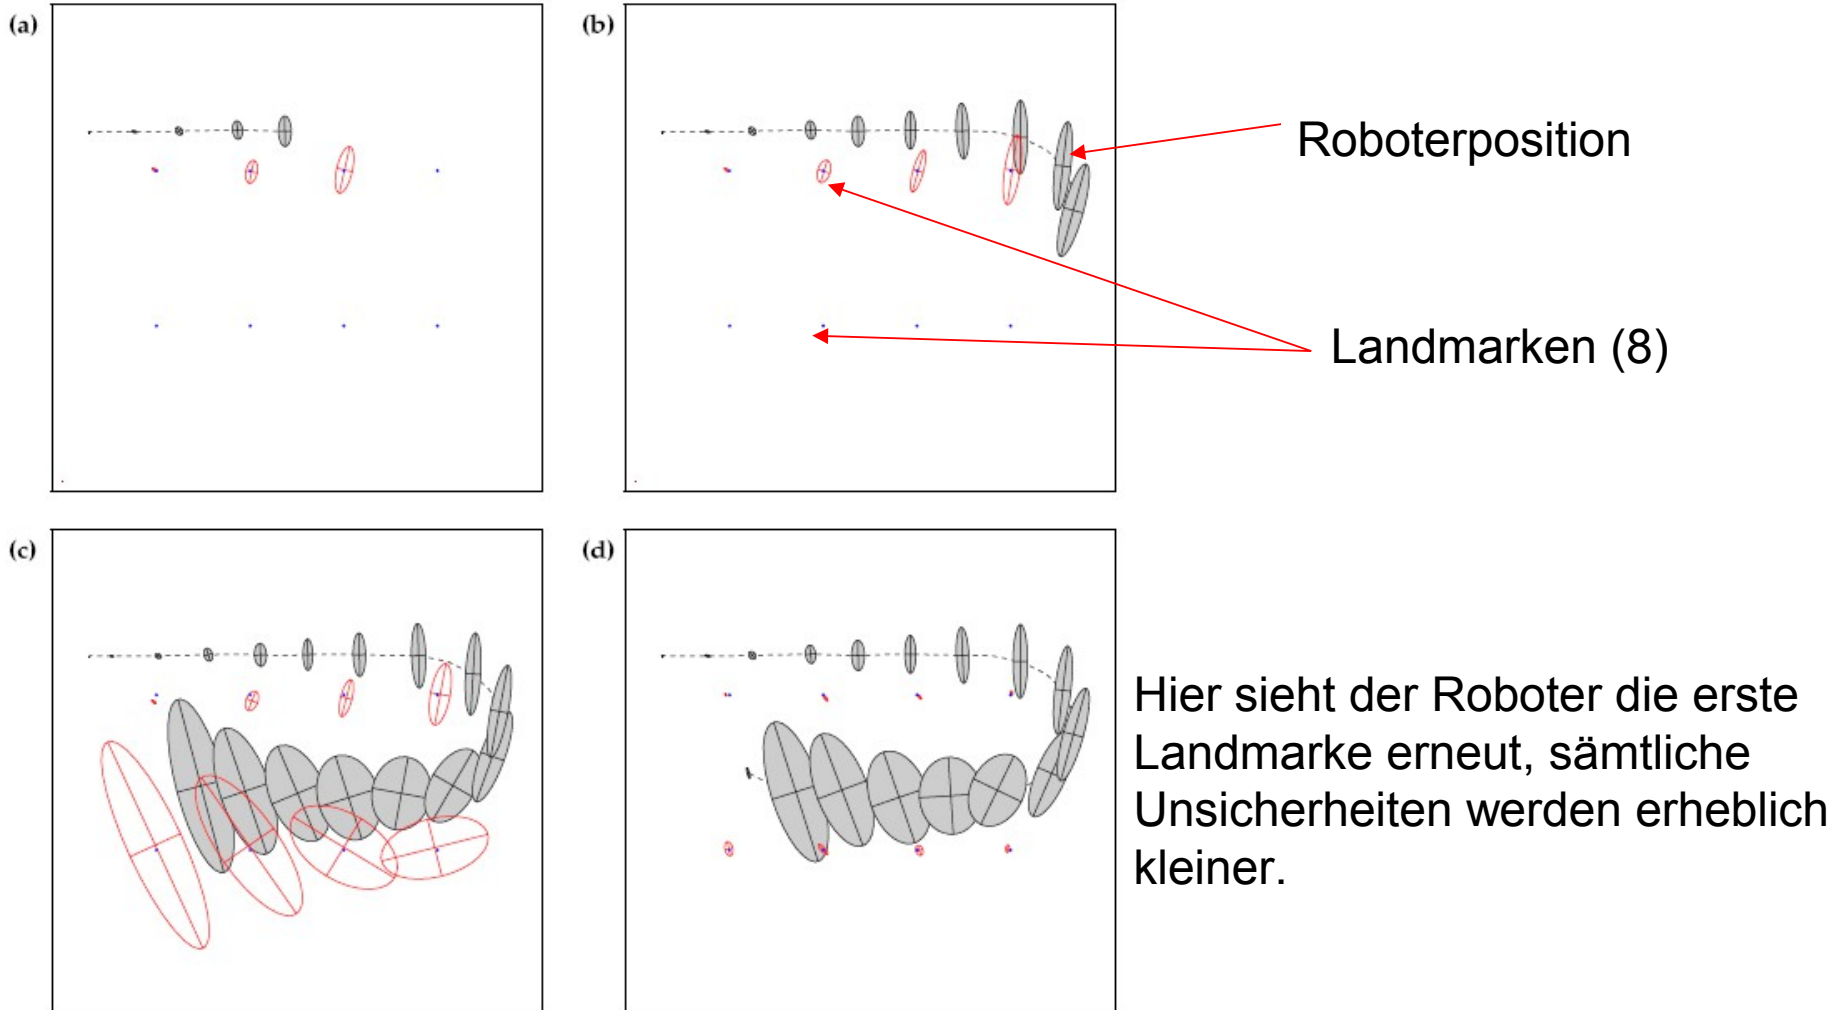 (a)
(b)
Roboterposition
Landmarken (8)
(c)
(d)
Hier sieht der Roboter die erste
Landmarke erneut, sämtliche
Unsicherheiten werden erheblich
kleiner.